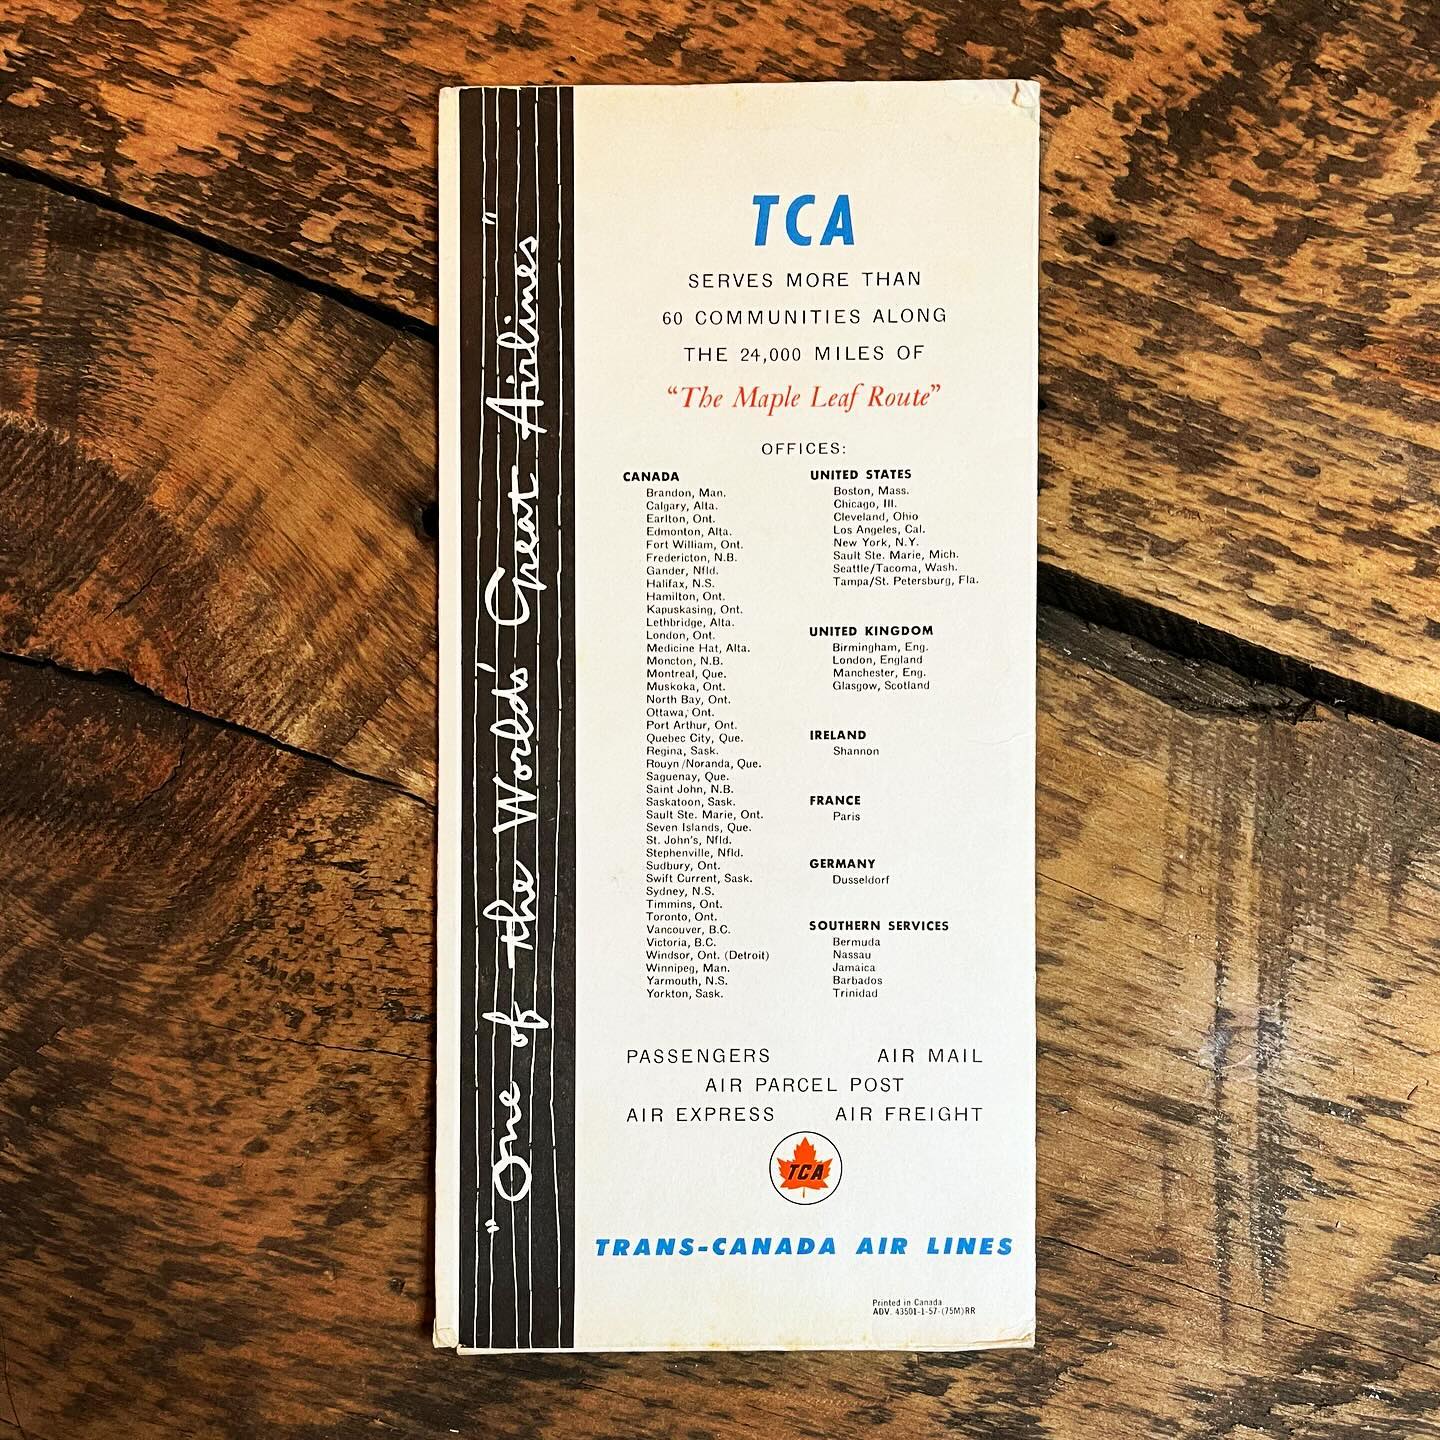 "One of the World's Great Airlines"
TCA
SERVES MORE THAN
60 COMMUNITIES ALONG
THE 24,000 MILES OF
"The Maple Leaf Route"
OFFICES:
CANADA
Brandon, Man.
Calgary, Alta.
Earlton, Ont.
Edmonton, Alta.
Fort William, Ont.
Fredericton, N.B.
Gander, Nfld.
Halifax, N.S.
Hamilton, Ont.
Kapuskasing, Ont.
Lethbridge, Alta.
London, Ont.
Medicine Hat, Alta.
Moncton, N.B.
Montreal, Que.
Muskoka, Ont.
North Bay, Ont.
Ottawa, Ont.
Port Arthur, Ont.
Quebec City, Que.
Regina, Sask.
Rouyn/Noranda, Que.
Saguenay, Que.
Saint John, N.B.
Saskatoon, Sask.
Sault Ste. Marie, Ont.
Seven Islands, Que.
St. John's, Nfld.
Stephenville, Nfld.
Sudbury, Ont.
Swift Current, Sask.
Sydney, N.S.
Timmins, Ont.
Toronto, Ont.
Vancouver, B.C.
Victoria, B.C.
Windsor, Ont. (Detroit)
Winnipeg, Man.
Yarmouth, N.S.
Yorkton, Sask.
UNITED STATES
Boston, Mass.
Chicago, Ill.
Cleveland, Ohio
Los Angeles, Cal.
New York, N.Y.
Sault Ste. Marie, Mich.
Seattle/Tacoma, Wash.
Tampa/St. Petersburg, Fla.
UNITED KINGDOM
Birmingham, Eng.
London, England
Manchester, Eng.
Glasgow, Scotland
IRELAND
Shannon
FRANCE
Paris
GERMANY
Dusseldorf
SOUTHERN SERVICES
Bermuda
Nassau
Jamaica
Barbados
Trinidad
PASSENGERS AIR MAIL
AIR PARCEL POST
AIR EXPRESS AIR FREIGHT
TCA
TRANS-CANADA AIR LINES
Printed in Canada
ADV. 43501-1-57-(75M)RR